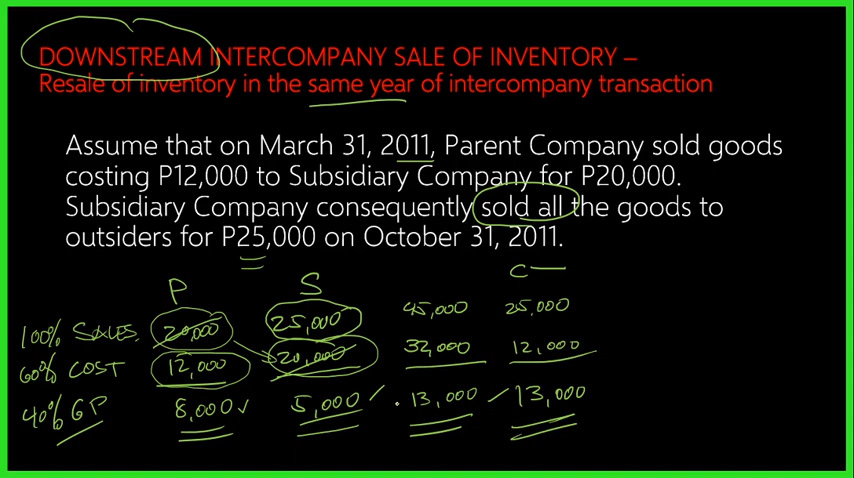 DOWNSTREAM INTERCOMPANY SALE OF INVENTORY –
Resale of inventory in the same year of intercompany transaction
Assume that on March 31, 2011, Parent Company sold goods
costing P12,000 to Subsidiary Company for P20,000.
Subsidiary Company consequently sold all the goods to
outsiders for P25,000 on October 31, 2011.
P S C
100% SALES 20,000 25,000 45,000 25,000
60% COST 12,000 20,000 32,000 12,000
40% GP 8,000 5,000 13,000 13,000